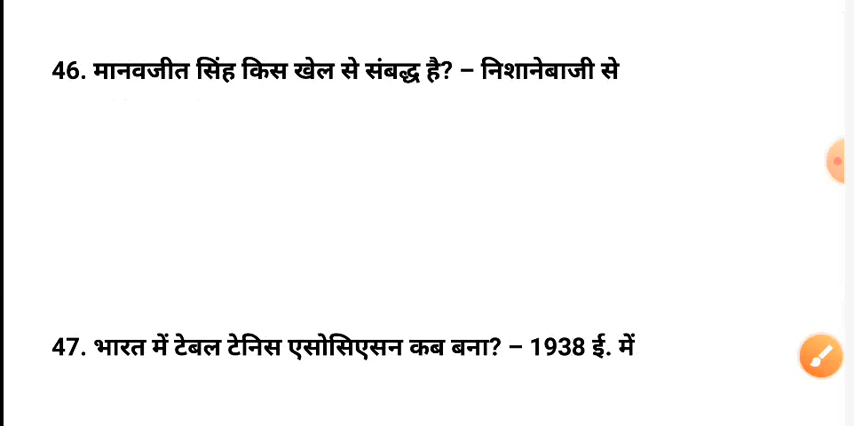 46. मानवजीत सिंह किस खेल से संबद्ध है? – निशानेबाजी से
47. भारत में टेबल टेनिस एसोसिएसन कब बना? – 1938 ई. में